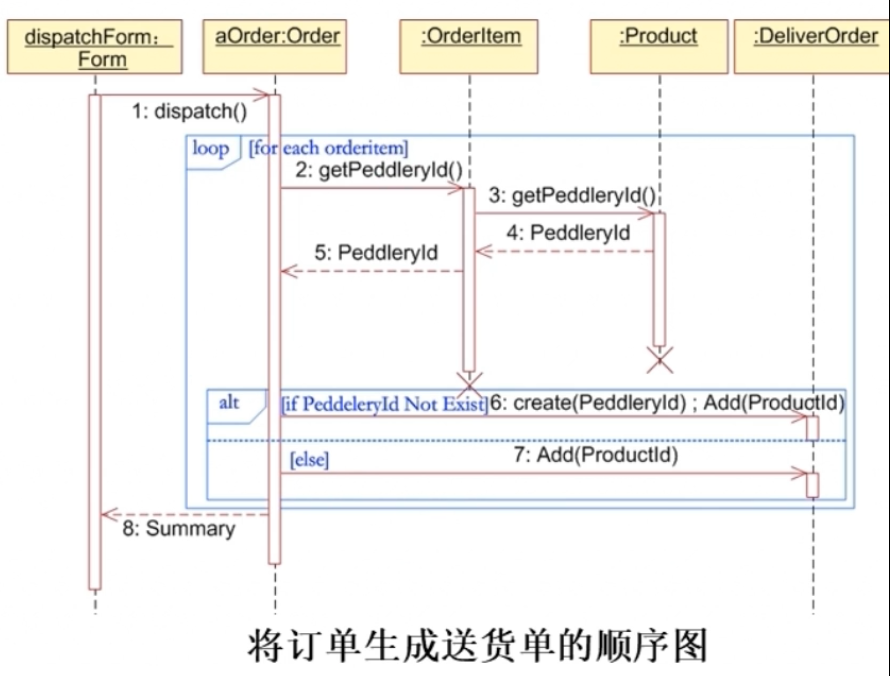 dispatchForm：
Form
aOrder:Order
:OrderItem
:Product
:DeliverOrder
1: dispatch()
loop
[for each orderitem]
2: getPeddleryId()
3: getPeddleryId()
4: PeddleryId
5: PeddleryId
alt
[if PeddeleryId Not Exist]
6: create(PeddleryId) ; Add(ProductId)
[else]
7: Add(ProductId)
8: Summary
将订单生成送货单的顺序图